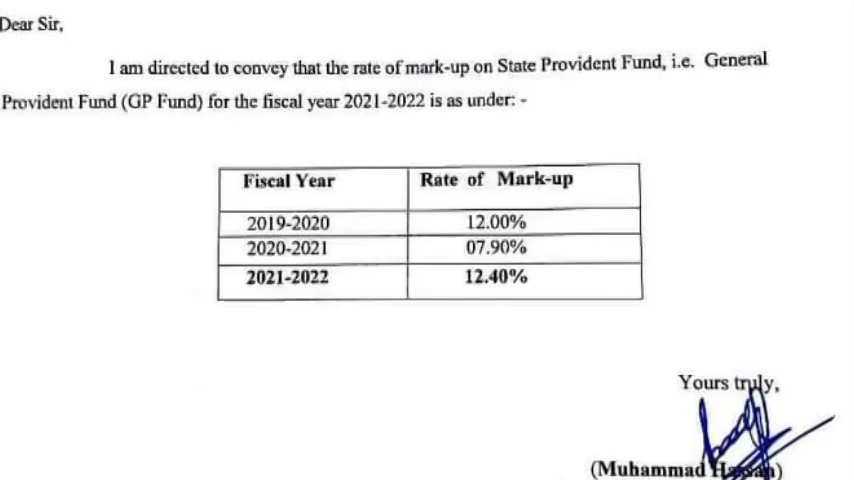 Dear Sir,
I am directed to convey that the rate of mark-up on State Provident Fund, i.e. General
Provident Fund (GP Fund) for the fiscal year 2021-2022 is as under: -
Fiscal Year Rate of Mark-up
2019-2020 12.00%
2020-2021 07.90%
2021-2022 12.40%
Yours truly,
(Muhammad Hassan)